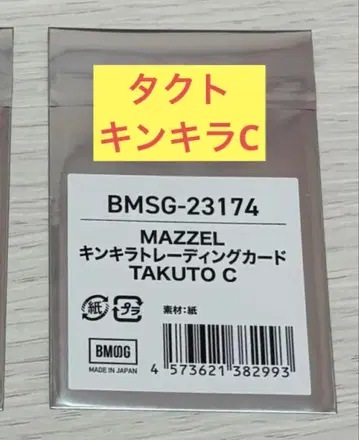 タクト
キンキラC
BMSG-23174
MAZZEL
キンキラトレーディングカード
TAKUTO C
紙
プラ
素材:紙
BMSG
MADE IN JAPAN
4 573621 382993